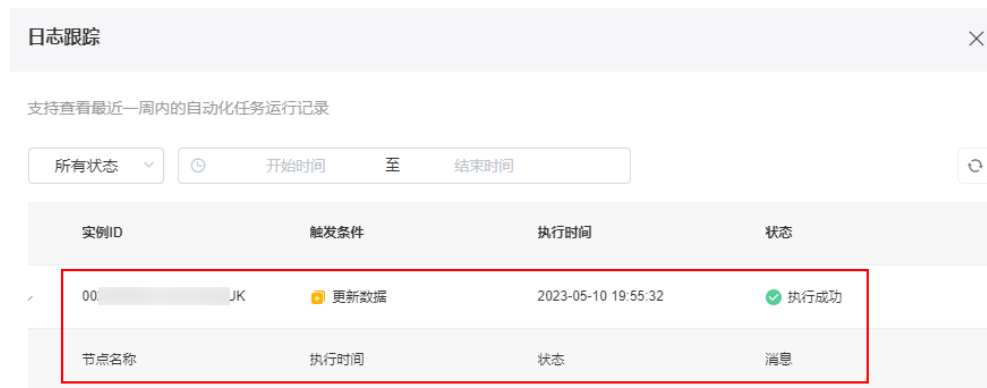 日志跟踪
支持查看最近一周内的自动化任务运行记录
所有状态 开始时间 至 结束时间
实例ID 触发条件 执行时间 状态
00 UK 更新数据 2023-05-10 19:55:32 执行成功
节点名称 执行时间 状态 消息